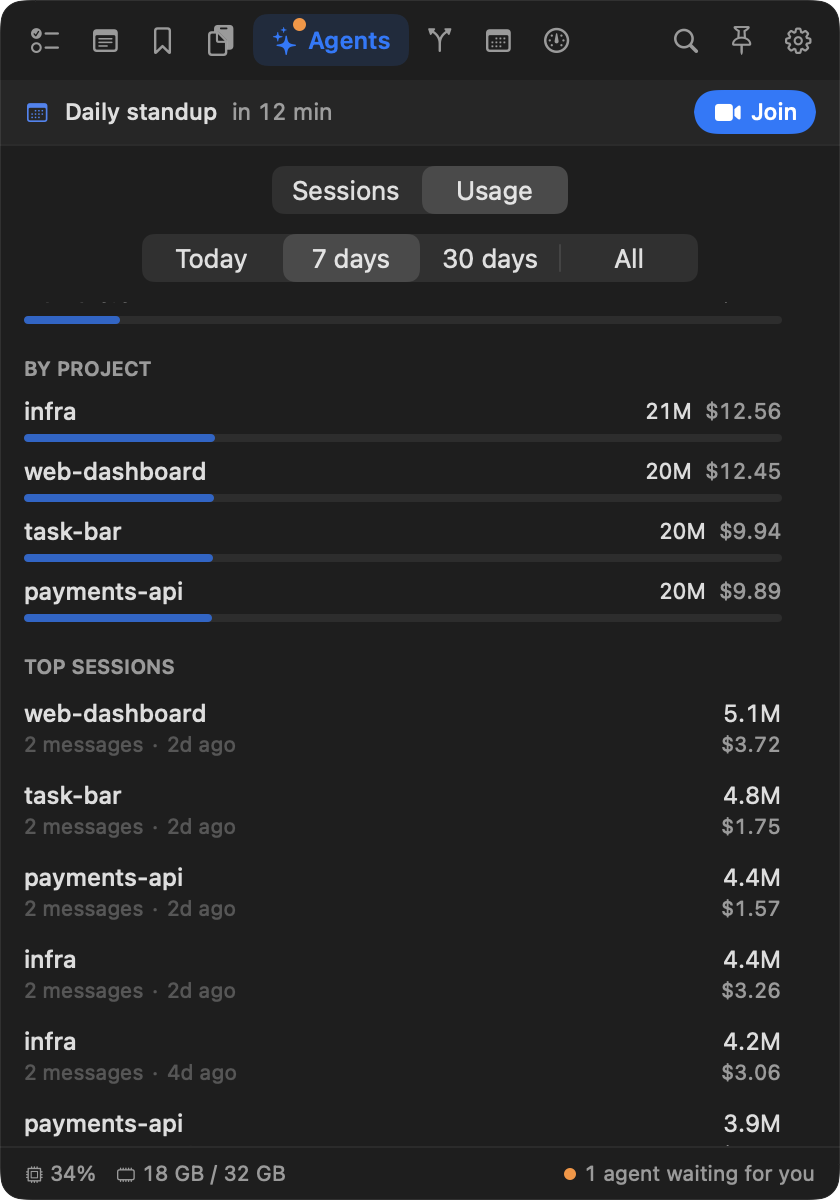 Agents
Daily standup in 12 min
Join
Sessions Usage
Today 7 days 30 days All
BY PROJECT
infra 21M $12.56
web-dashboard 20M $12.45
task-bar 20M $9.94
payments-api 20M $9.89
TOP SESSIONS
web-dashboard 5.1M
2 messages · 2d ago $3.72
task-bar 4.8M
2 messages · 2d ago $1.75
payments-api 4.4M
2 messages · 2d ago $1.57
infra 4.4M
2 messages · 2d ago $3.26
infra 4.2M
2 messages · 4d ago $3.06
payments-api 3.9M
34% 18 GB / 32 GB 1 agent waiting for you